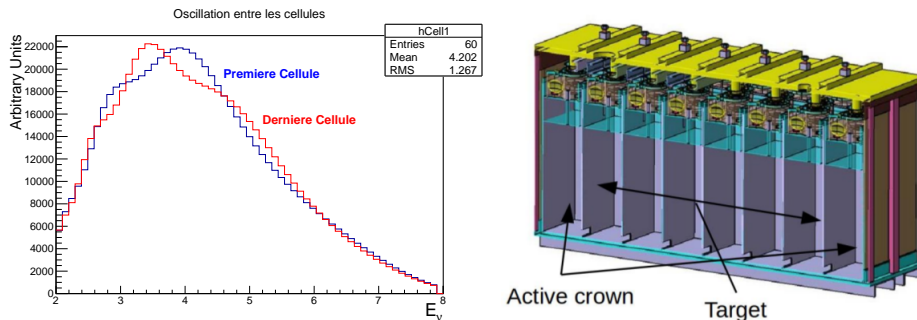 Oscillation entre les cellules
hCell1
Entries 60
Mean 4.202
RMS 1.267
Arbitrary Units
22000
20000
18000
16000
14000
12000
10000
8000
6000
4000
2000
0
Premiere Cellule
Derniere Cellule
2 3 4 5 6 7 8
Eν
Active crown
Target